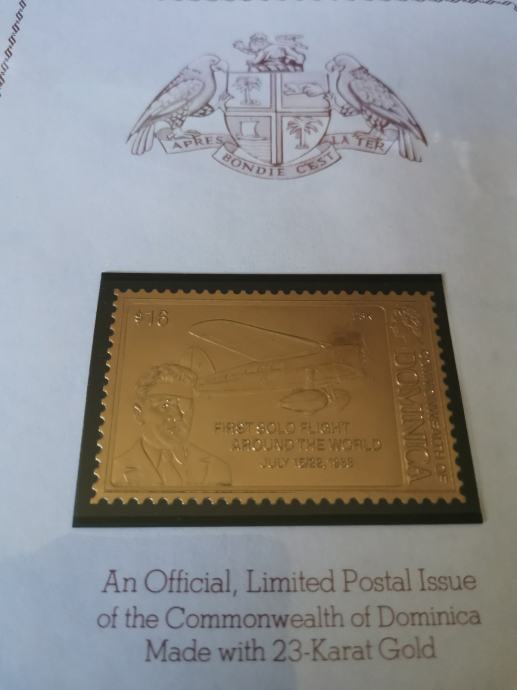 APRES BONDIE C'EST LA TER
$16
FIRST SOLO FLIGHT
AROUND THE WORLD
JULY 15/22, 1933
COMMONWEALTH OF
DOMINICA
An Official, Limited Postal Issue
of the Commonwealth of Dominica
Made with 23-Karat Gold